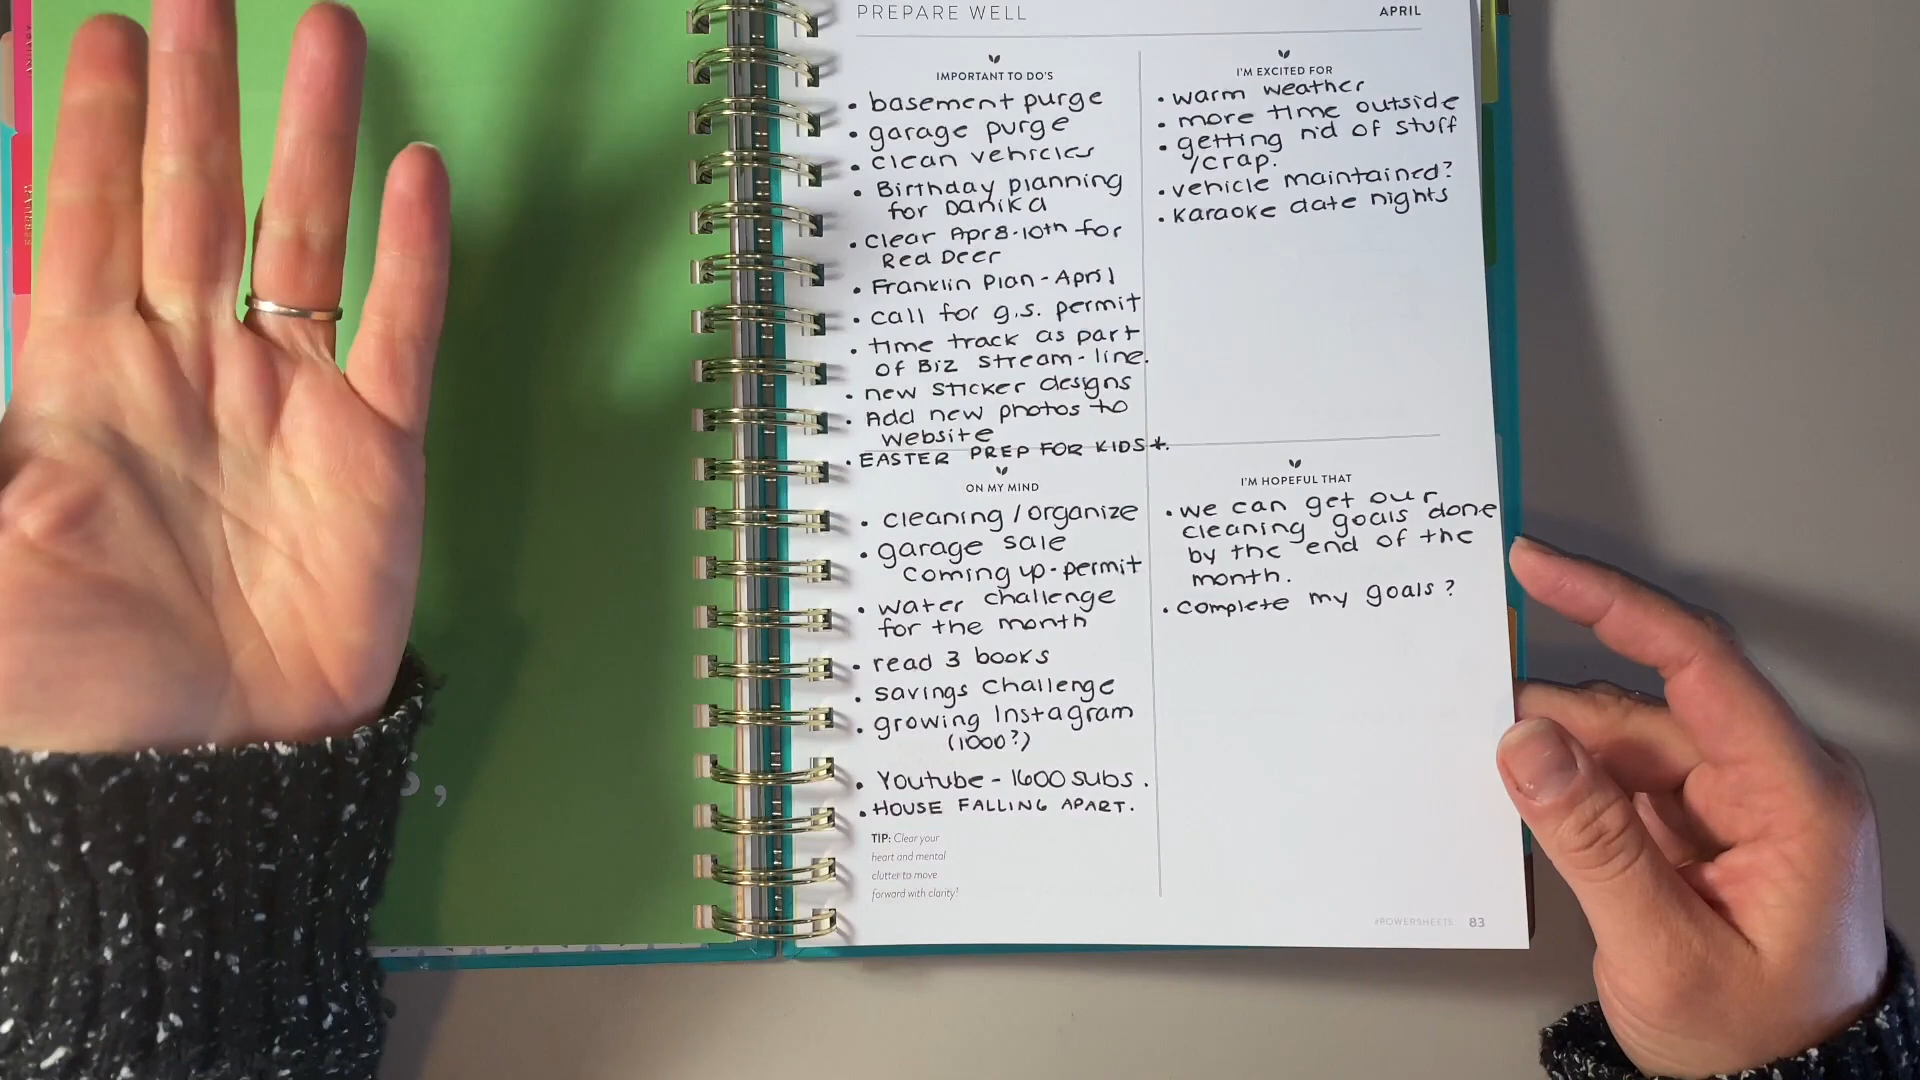 PREPARE WELL
APRIL
IMPORTANT TO DO'S
• basement purge
• garage purge
• clean vehicles
• Birthday planning
for Danika
• clear Apr 8-10th for
Red Deer
• Franklin Plan - April
• call for g.s. permit
• time track as part
of Biz stream-line.
• new sticker designs
• Add new photos to
website
• EASTER PREP FOR KIDS *.
I'M EXCITED FOR
• warm weather
• more time outside
• getting rid of stuff
/crap.
• vehicle maintained?
• karaoke date nights
ON MY MIND
• cleaning / organize
• garage sale
coming up - permit
• water challenge
for the month
• read 3 books
• savings challenge
• growing Instagram
(1000?)
• Youtube - 1600 subs.
• HOUSE FALLING APART.
TIP: Clear your
heart and mental
clutter to move
forward with clarity!
I'M HOPEFUL THAT
• we can get our
cleaning goals done
by the end of the
month.
• complete my goals?
#POWERSHEETS 83